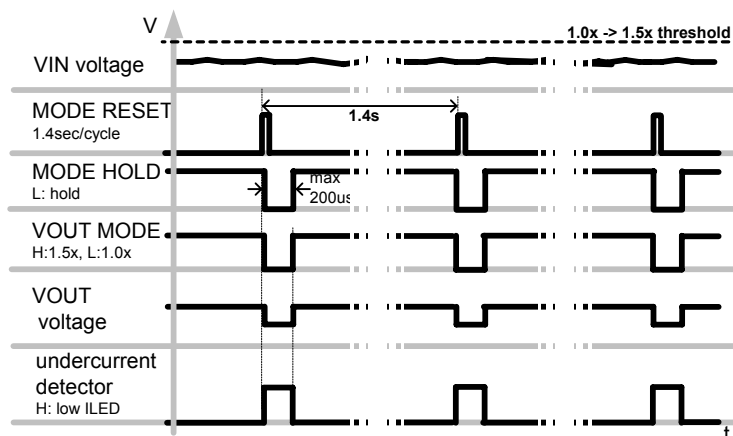 V
1.0x -> 1.5x threshold
VIN voltage
MODE RESET
1.4sec/cycle
1.4s
MODE HOLD
L: hold
max
200us
VOUT MODE
H:1.5x, L:1.0x
VOUT
voltage
undercurrent
detector
H: low ILED
t